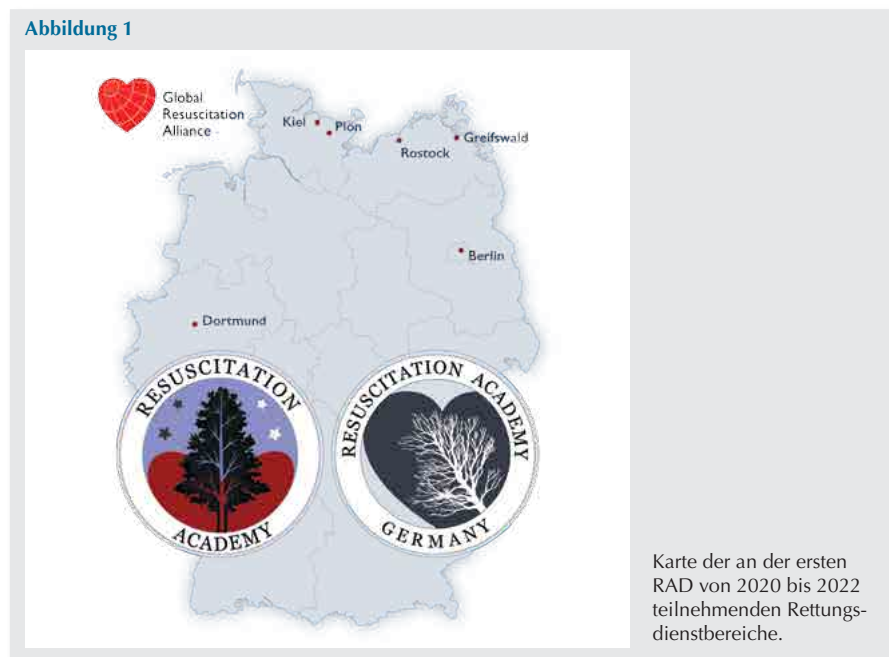 Abbildung 1
Global
Resuscitation
Alliance
Kiel
Plön
Rostock
Greifswald
Berlin
Dortmund
RESUSCITATION
ACADEMY
RESUSCITATION ACADEMY
GERMANY
Karte der an der ersten
RAD von 2020 bis 2022
teilnehmenden Rettungs-
dienstbereiche.